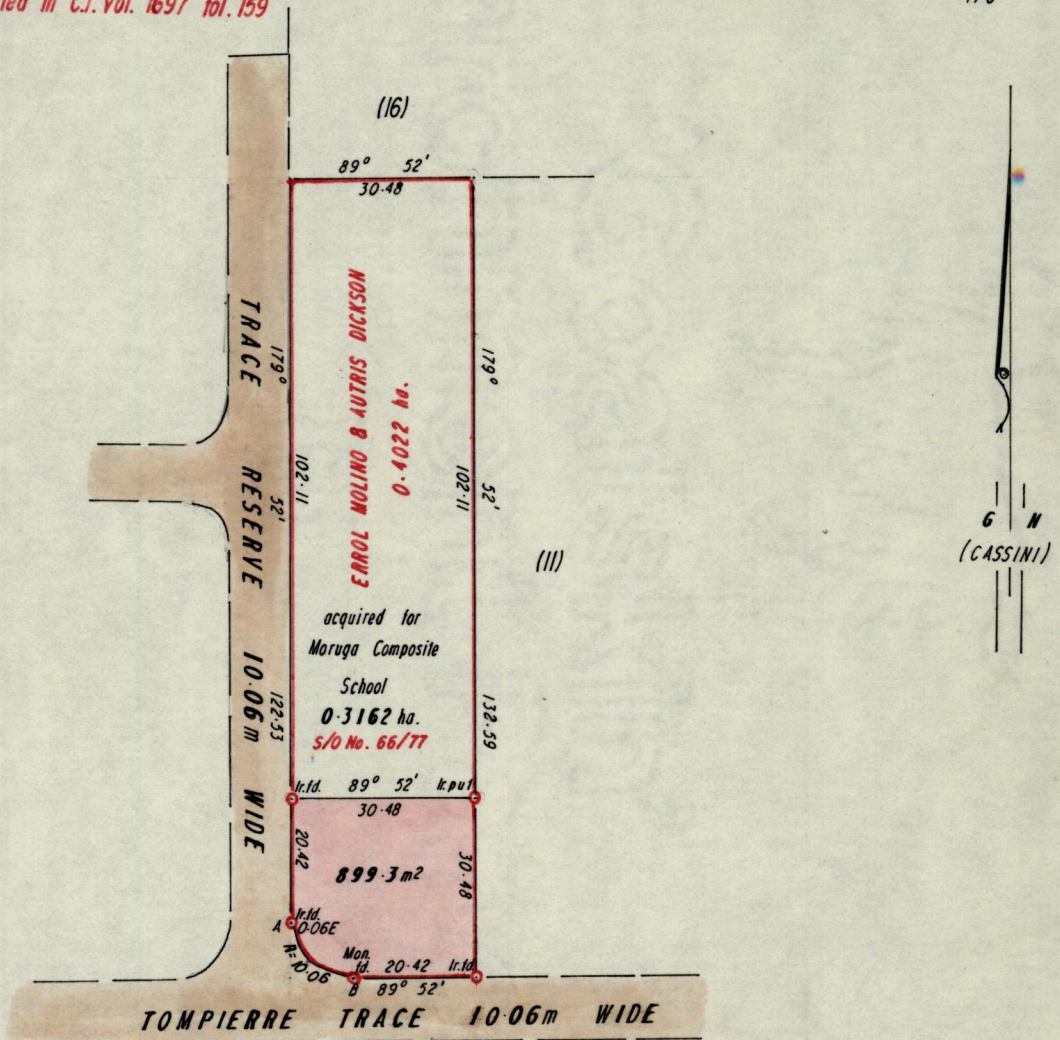 in C.T. Vol. 1697 fol. 159
(16)
89° 52'
30·48
TRACE RESERVE 10·06m WIDE
179° 52'
122·53
102·11
ERROL MOLINO & AUTRIS DICKSON
0·4022 ha.
102·11
179° 52'
132·59
(11)
acquired for
Moruga Composite
School
0·3162 ha.
S/O No. 66/77
Ir.fd. 89° 52' Ir.put
30·48
20·42
899·3m²
30·48
Ir.fd.
A 0·06E
R=10·06
Mon.
fd. 20·42 Ir.fd.
B 89° 52'
TOMPIERRE TRACE 10·06m WIDE
G N
(CASSINI)